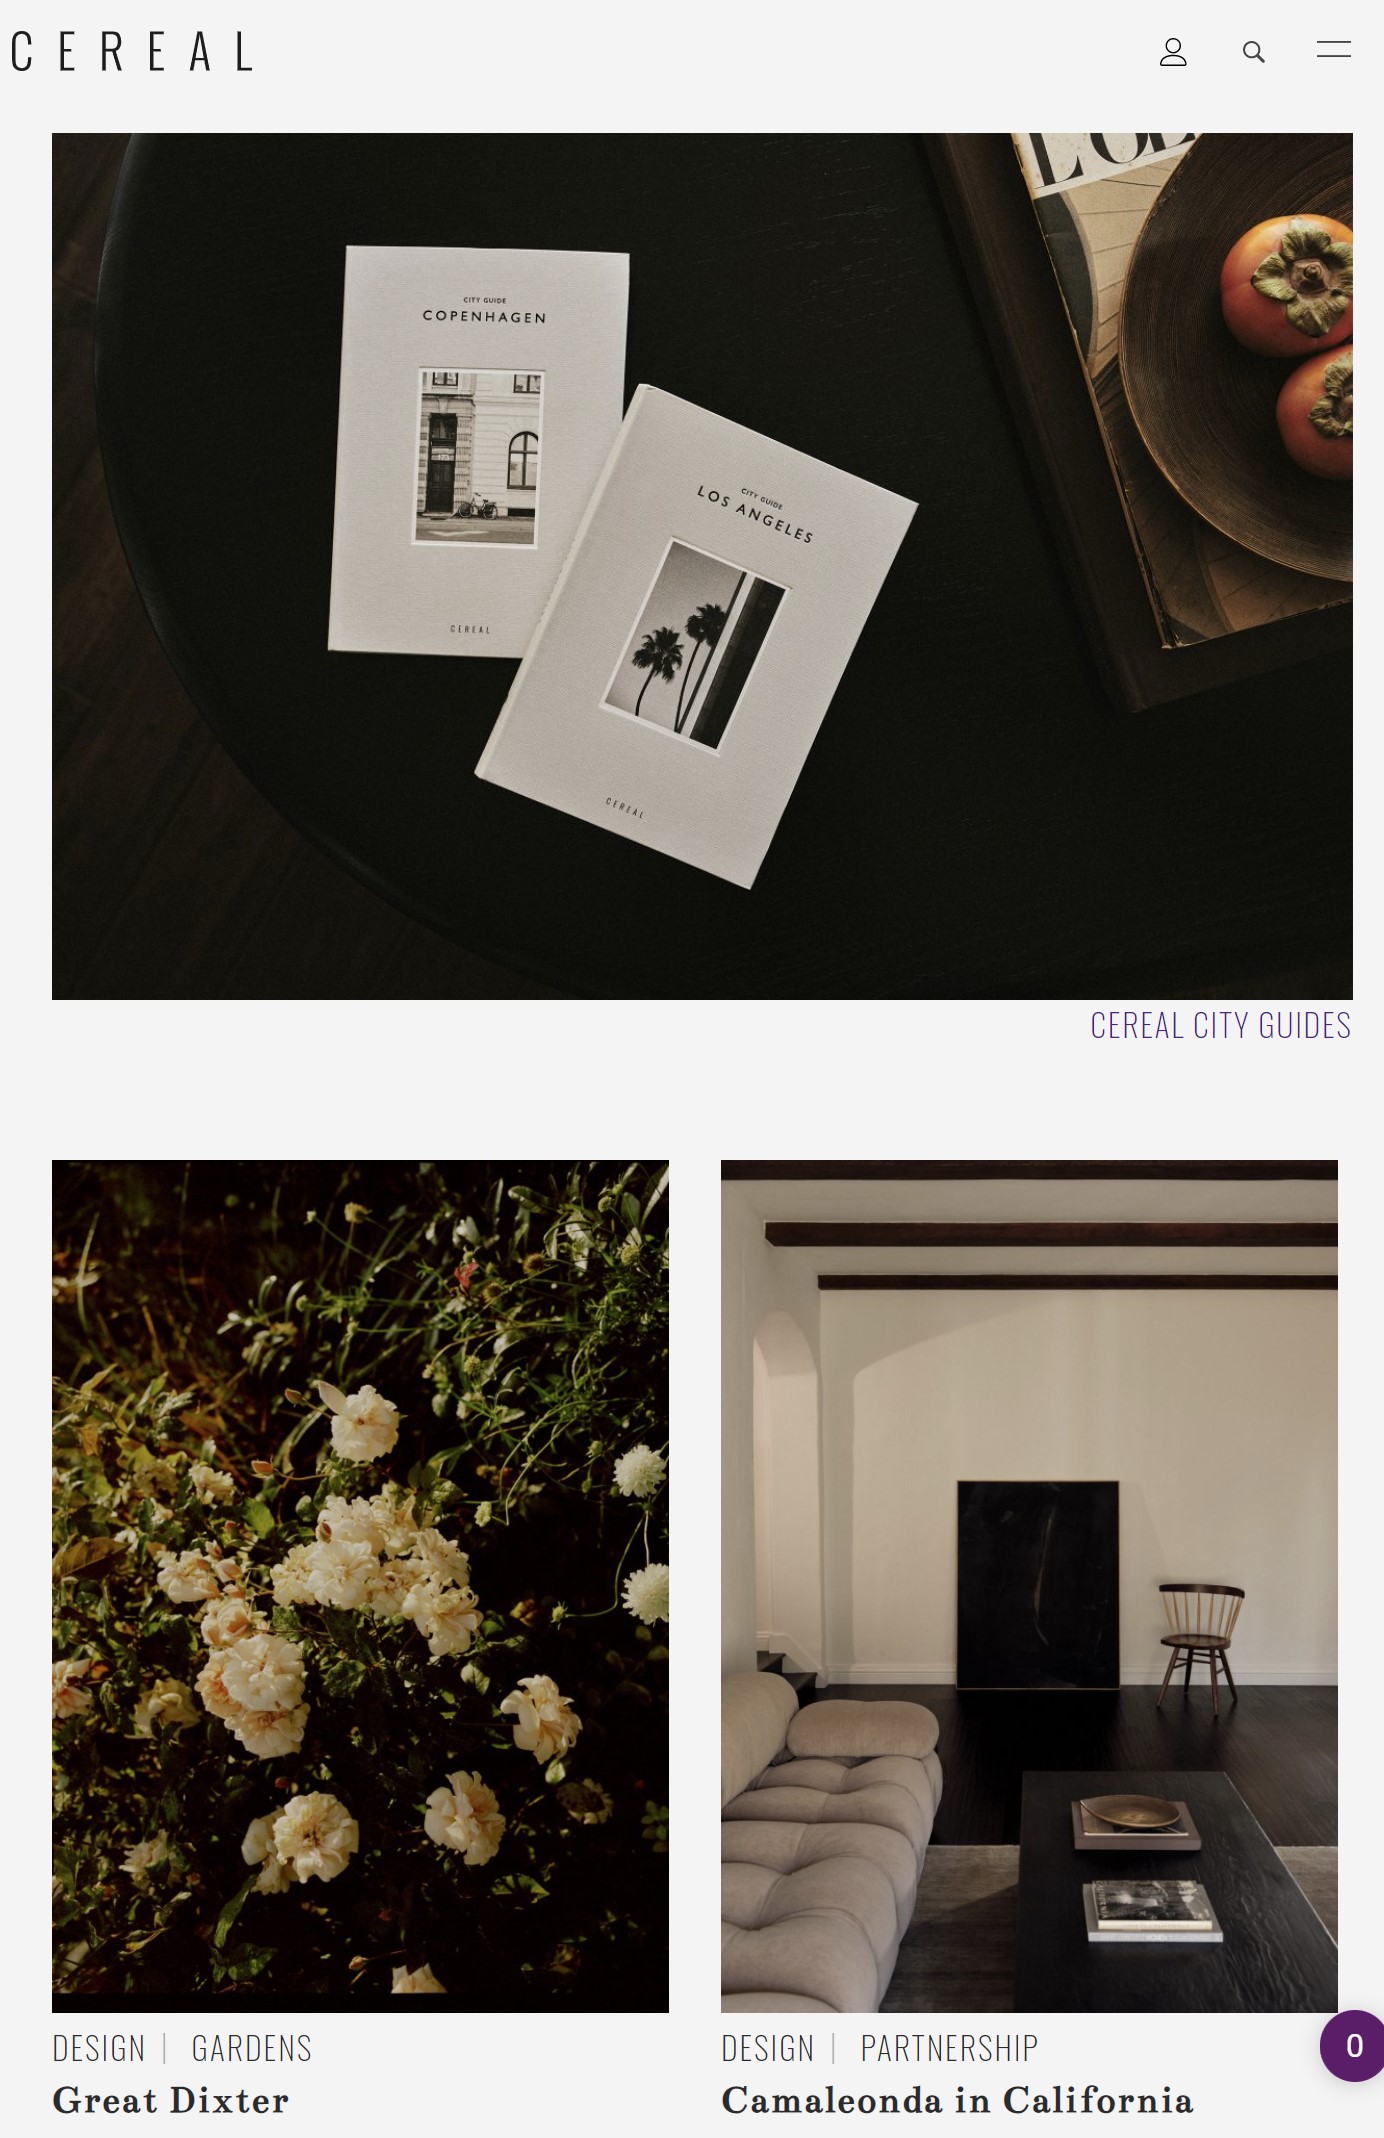 CEREAL
CITY GUIDE
COPENHAGEN
CEREAL
CITY GUIDE
LOS ANGELES
CEREAL
CEREAL CITY GUIDES
DESIGN | GARDENS
Great Dixter
DESIGN | PARTNERSHIP
Camaleonda in California
0